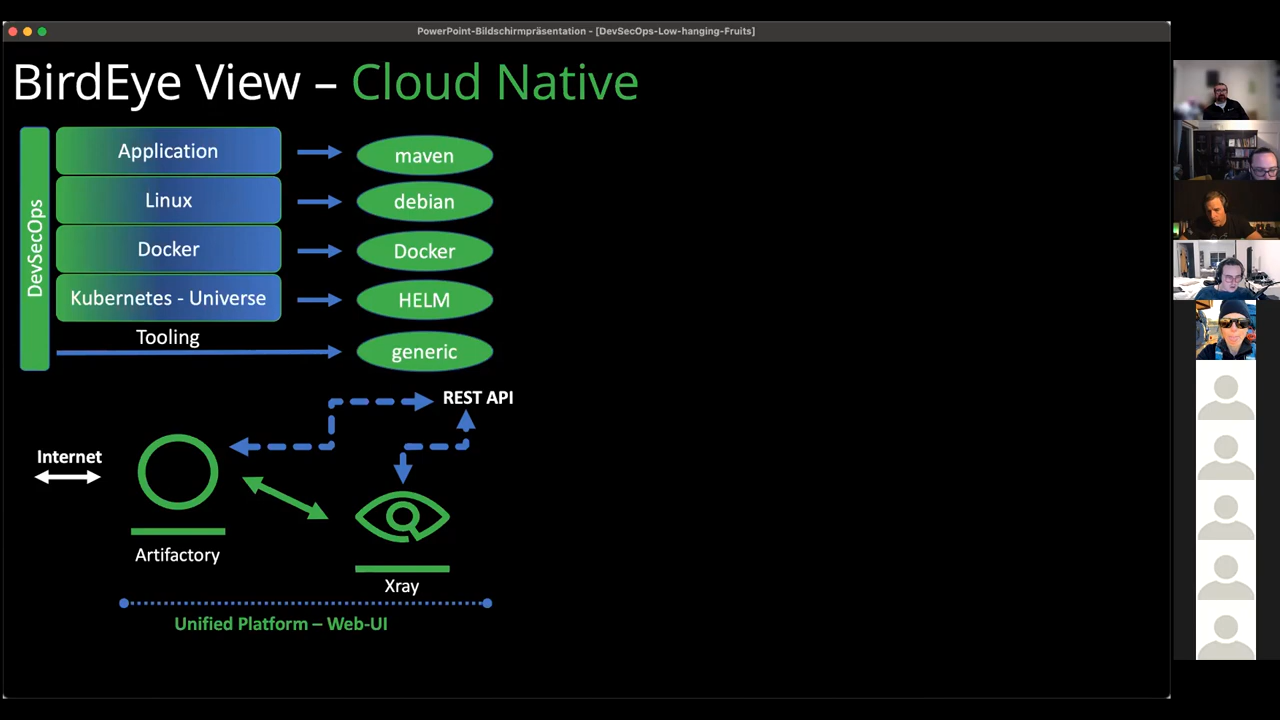 PowerPoint-Bildschirmpräsentation - [DevSecOps-Low-hanging-Fruits]
BirdEye View – Cloud Native
DevSecOps
Application
maven
Linux
debian
Docker
Docker
Kubernetes - Universe
HELM
Tooling
generic
REST API
Internet
Artifactory
Xray
Unified Platform – Web-UI